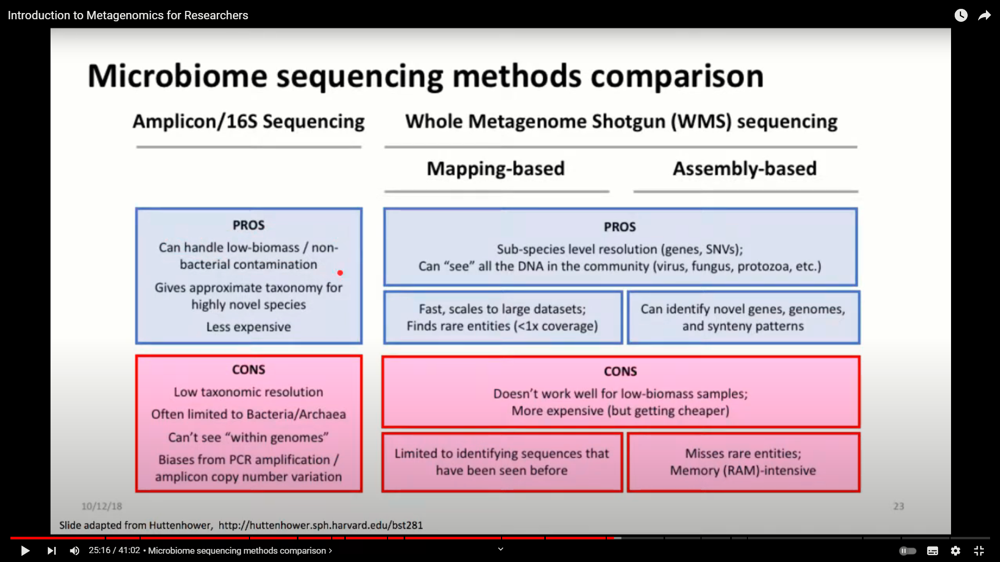 Introduction to Metagenomics for Researchers
Microbiome sequencing methods comparison
Amplicon/16S Sequencing
Whole Metagenome Shotgun (WMS) sequencing
Mapping-based
Assembly-based
PROS
Can handle low-biomass / non-
bacterial contamination
Gives approximate taxonomy for
highly novel species
Less expensive
PROS
Sub-species level resolution (genes, SNVs);
Can “see” all the DNA in the community (virus, fungus, protozoa, etc.)
Fast, scales to large datasets;
Finds rare entities (<1x coverage)
Can identify novel genes, genomes,
and synteny patterns
CONS
Low taxonomic resolution
Often limited to Bacteria/Archaea
Can’t see “within genomes”
Biases from PCR amplification /
amplicon copy number variation
CONS
Doesn’t work well for low-biomass samples;
More expensive (but getting cheaper)
Limited to identifying sequences that
have been seen before
Misses rare entities;
Memory (RAM)-intensive
10/12/18
23
Slide adapted from Huttenhower, http://huttenhower.sph.harvard.edu/bst281
25:16 / 41:02 • Microbiome sequencing methods comparison ›